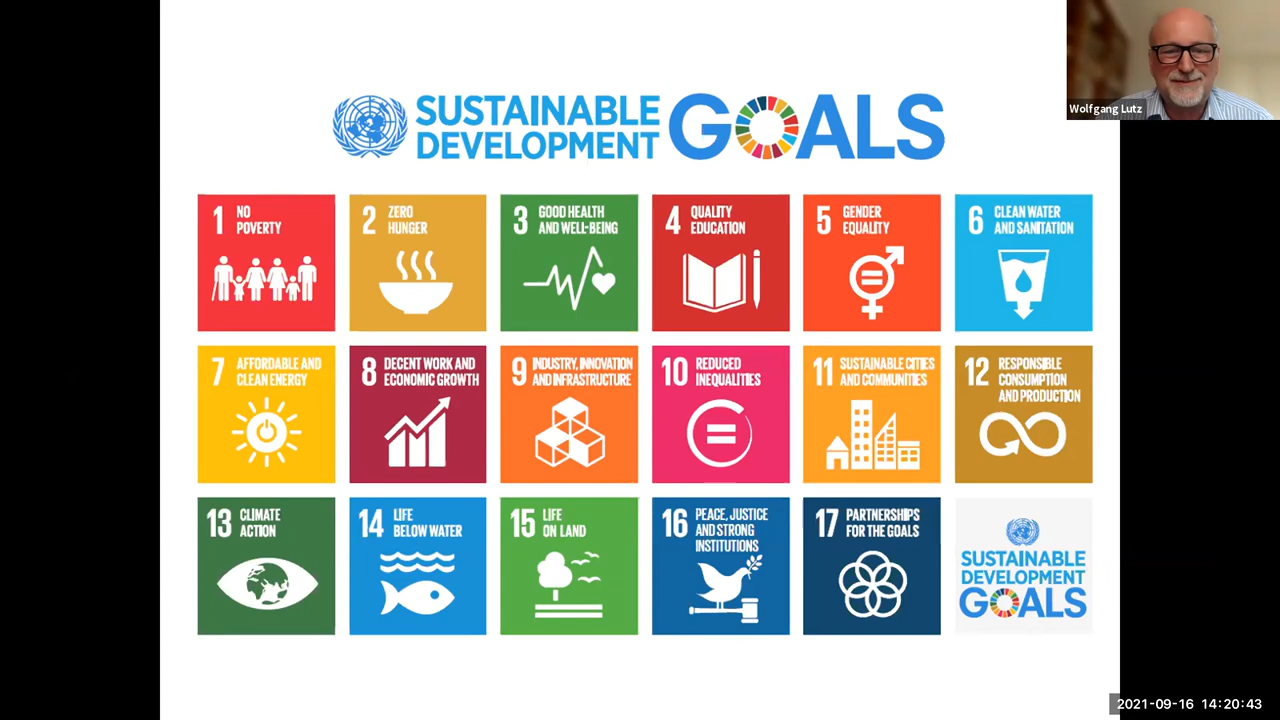 Wolfgang Lutz
SUSTAINABLE
DEVELOPMENT
GOALS
1 NO
POVERTY
2 ZERO
HUNGER
3 GOOD HEALTH
AND WELL-BEING
4 QUALITY
EDUCATION
5 GENDER
EQUALITY
6 CLEAN WATER
AND SANITATION
7 AFFORDABLE AND
CLEAN ENERGY
8 DECENT WORK AND
ECONOMIC GROWTH
9 INDUSTRY, INNOVATION
AND INFRASTRUCTURE
10 REDUCED
INEQUALITIES
11 SUSTAINABLE CITIES
AND COMMUNITIES
12 RESPONSIBLE
CONSUMPTION
AND PRODUCTION
13 CLIMATE
ACTION
14 LIFE
BELOW WATER
15 LIFE
ON LAND
16 PEACE, JUSTICE
AND STRONG
INSTITUTIONS
17 PARTNERSHIPS
FOR THE GOALS
SUSTAINABLE
DEVELOPMENT
GOALS
2021-09-16 14:20:43